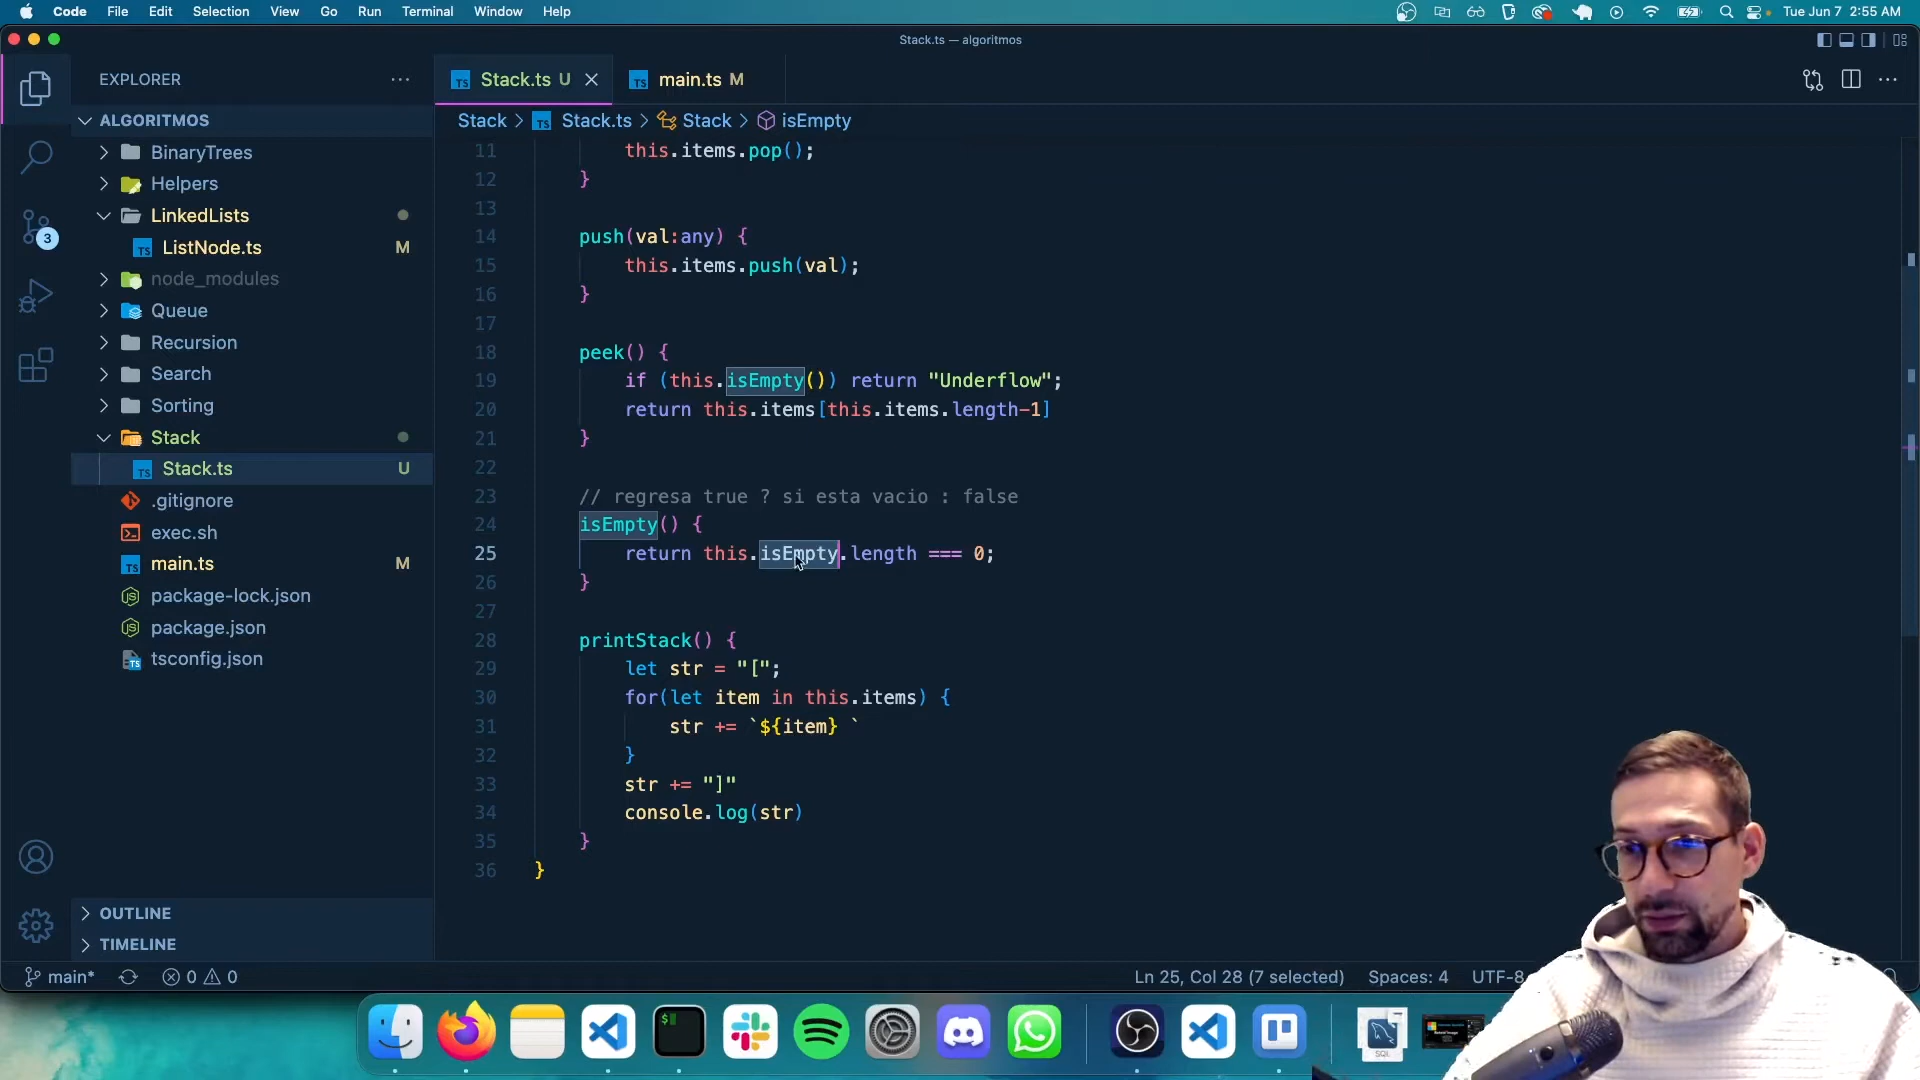 Code File Edit Selection View Go Run Terminal Window Help Tue Jun 7 2:55 AM
Stack.ts — algoritmos
EXPLORER
Stack.ts U
main.ts M
ALGORITMOS
BinaryTrees
Helpers
LinkedLists
ListNode.ts M
node_modules
Queue
Recursion
Search
Sorting
Stack
Stack.ts U
.gitignore
exec.sh
main.ts M
package-lock.json
package.json
tsconfig.json
3
OUTLINE
TIMELINE
Stack > TS Stack.ts > Stack > isEmpty
11 this.items.pop();
12 }
13
14 push(val:any) {
15 this.items.push(val);
16 }
17
18 peek() {
19 if (this.isEmpty()) return "Underflow";
20 return this.items[this.items.length-1]
21 }
22
23 // regresa true ? si esta vacio : false
24 isEmpty() {
25 return this.isEmpty.length === 0;
26 }
27
28 printStack() {
29 let str = "[";
30 for(let item in this.items) {
31 str += `${item} `
32 }
33 str += "]"
34 console.log(str)
35 }
36 }
main* 0 0 Ln 25, Col 28 (7 selected) Spaces: 4 UTF-8